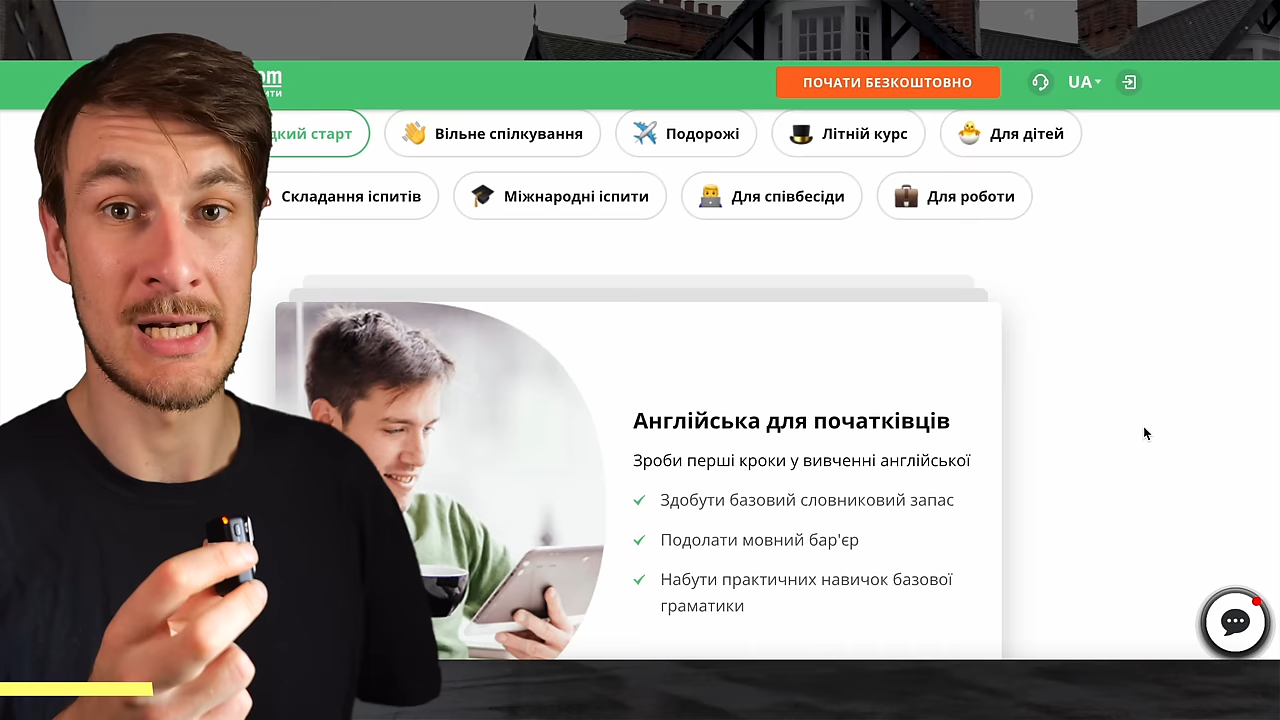 ПОЧАТИ БЕЗКОШТОВНО
UA
старт
Вільне спілкування
Подорожі
Літній курс
Для дітей
Складання іспитів
Міжнародні іспити
Для співбесіди
Для роботи
Англійська для початківців
Зроби перші кроки у вивченні англійської
Здобути базовий словниковий запас
Подолати мовний бар'єр
Набути практичних навичок базової
граматики